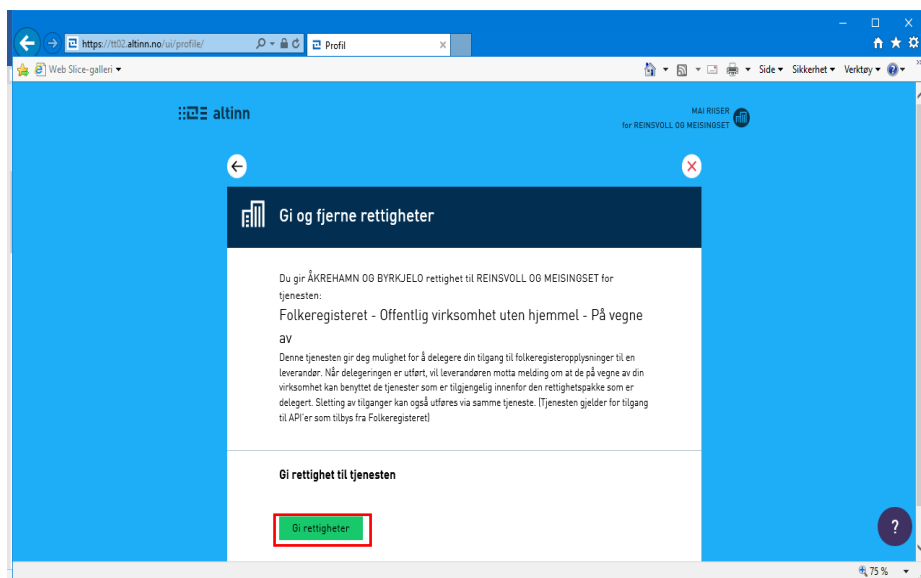 https://tt02.altinn.no/ui/profile/
Profil
Web Slice-galleri
Side
Sikkerhet
Verktøy
altinn
MAI RIISER
for REINSVOLL OG MEISINGSET
Gi og fjerne rettigheter
Du gir ÅKREHAMN OG BYRKJELO rettighet til REINSVOLL OG MEISINGSET for
tjenesten:
Folkeregisteret - Offentlig virksomhet uten hjemmel - På vegne
av
Denne tjenesten gir deg mulighet for å delegere din tilgang til folkeregisteropplysninger til en
leverandør. Når delegeringen er utført, vil leverandøren motta melding om at de på vegne av din
virksomhet kan benyttet de tjenester som er tilgjengelig innenfor den rettighetspakke som er
delegert. Sletting av tilganger kan også utføres via samme tjeneste. (Tjenesten gjelder for tilgang
til API'er som tilbys fra Folkeregisteret)
Gi rettighet til tjenesten
Gi rettigheter
?
75 %